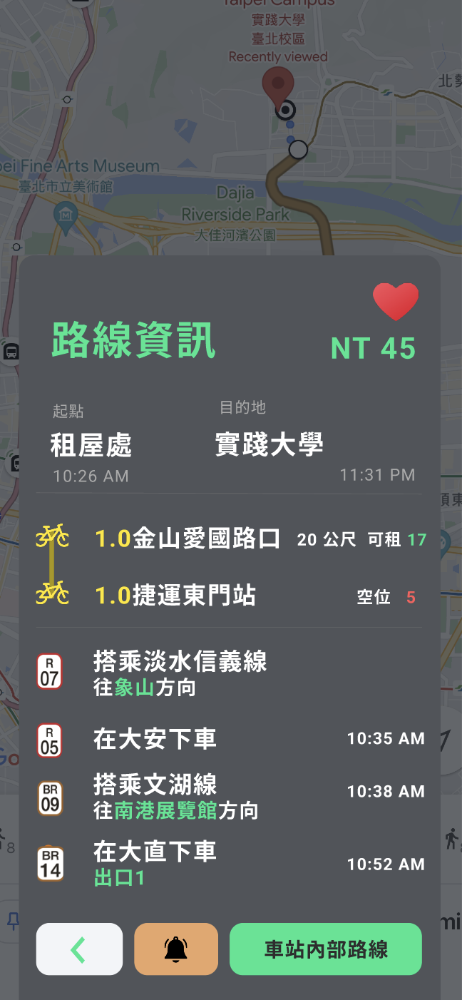 Taipei Campus
實踐大學
臺北校區
Recently viewed
pei Fine Arts Museum
臺北市立美術館
Dajia
Riverside Park
大佳河濱公園
路線資訊
NT 45
起點
目的地
租屋處
實踐大學
10:26 AM
11:31 PM
1.0金山愛國路口 20 公尺 可租 17
1.0捷運東門站 空位 5
R
07
搭乘淡水信義線
往象山方向
R
05
在大安下車 10:35 AM
BR
09
搭乘文湖線 10:38 AM
往南港展覽館方向
BR
14
在大直下車 10:52 AM
出口1
8
mi
車站內部路線